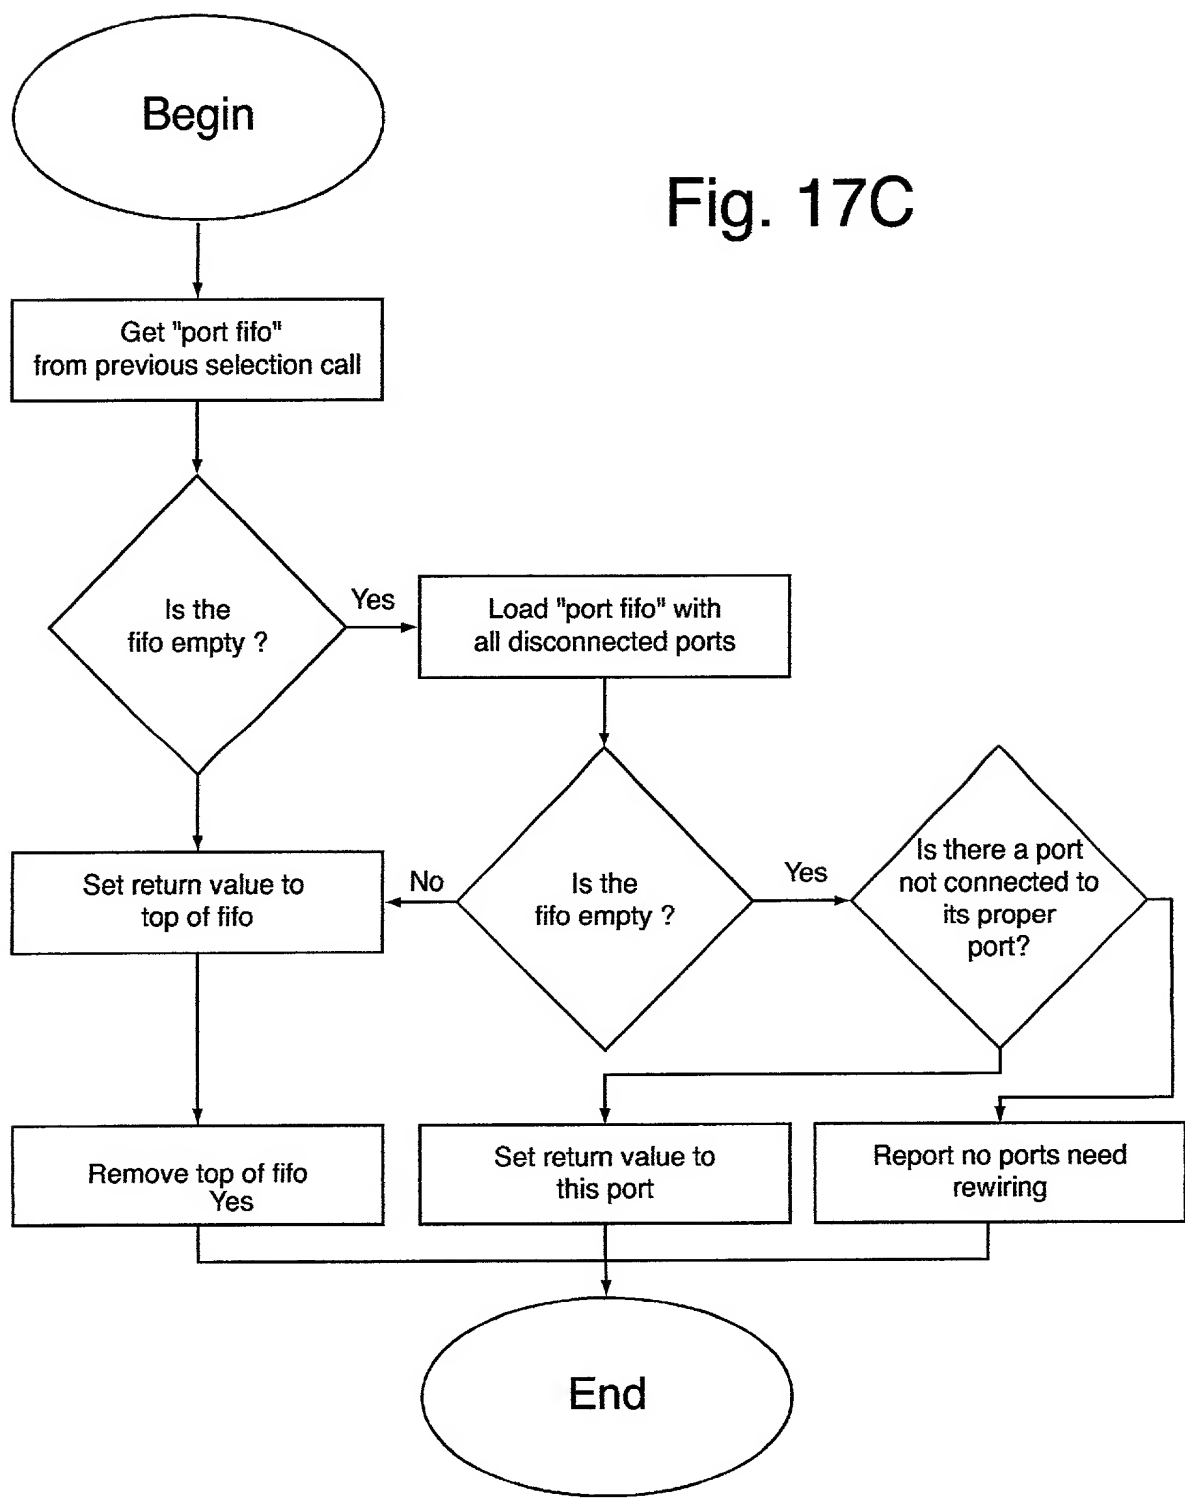 Begin
Fig. 17C
Get "port fifo"
from previous selection call
Is the
fifo empty ?
Yes
Load "port fifo" with
all disconnected ports
Set return value to
top of fifo
No
Is the
fifo empty ?
Yes
Is there a port
not connected to
its proper
port?
Remove top of fifo
Yes
Set return value to
this port
Report no ports need
rewiring
End